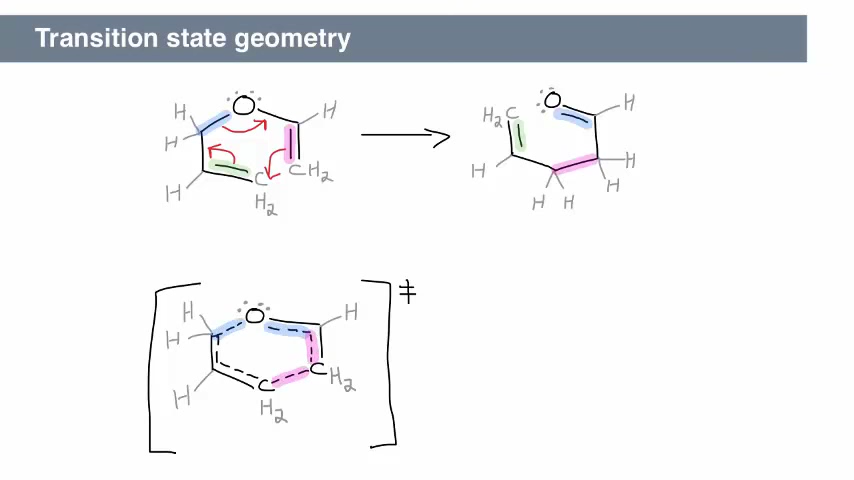 Transition state geometry
H O H
H
H C CH2
H2
H2C O H
H H
H H H
H O H
H
H C C H2
H2
‡